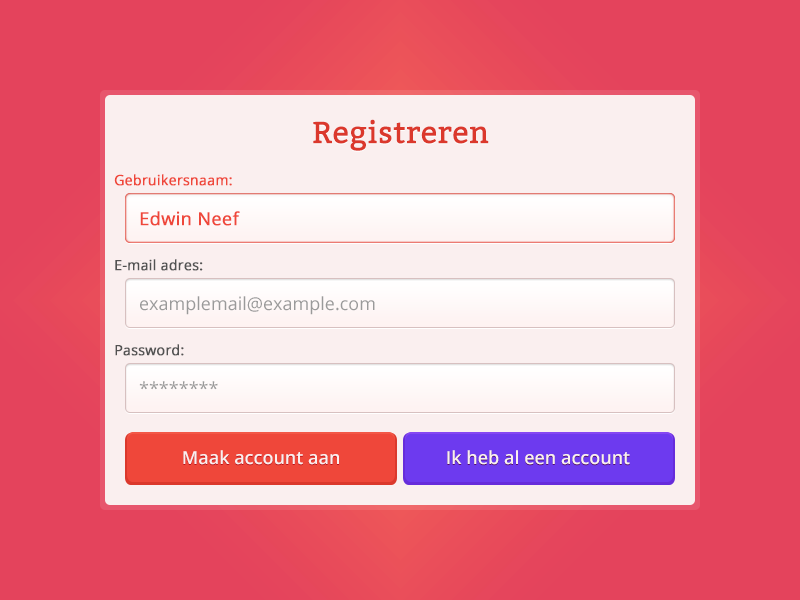 Registreren
Gebruikersnaam:
Edwin Neef
E-mail adres:
examplemail@example.com
Password:
********
Maak account aan
Ik heb al een account